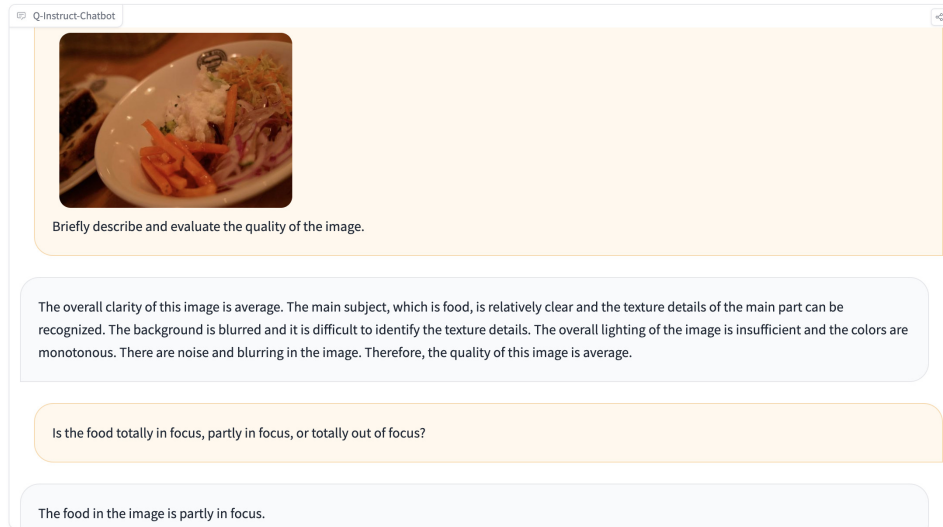 Q-Instruct-Chatbot
Briefly describe and evaluate the quality of the image.
The overall clarity of this image is average. The main subject, which is food, is relatively clear and the texture details of the main part can be
recognized. The background is blurred and it is difficult to identify the texture details. The overall lighting of the image is insufficient and the colors are
monotonous. There are noise and blurring in the image. Therefore, the quality of this image is average.
Is the food totally in focus, partly in focus, or totally out of focus?
The food in the image is partly in focus.